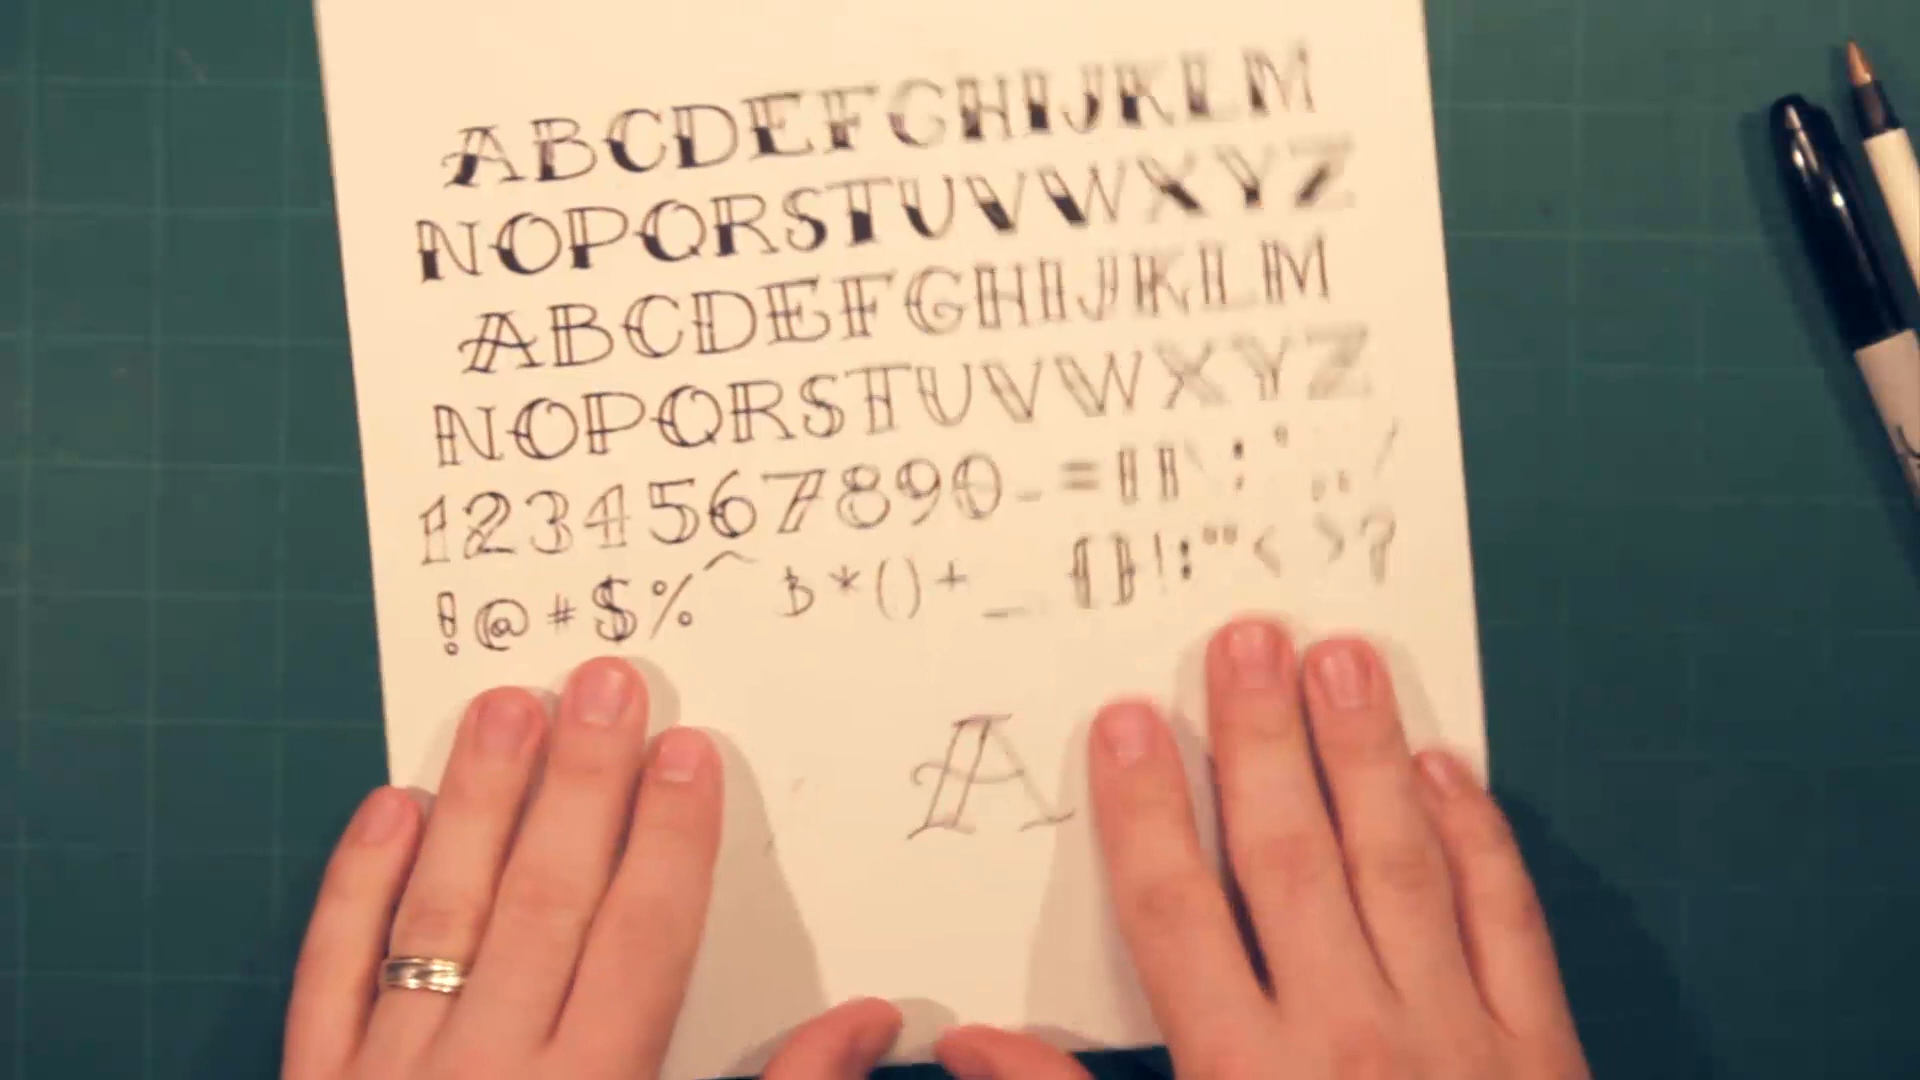 ABCDEFGHIJKLM
NOPQRSTUVWXYZ
ABCDEFGHIJKLM
NOPQRSTUVWXYZ
1234567890-=[]\;',./
!@#$%^&*()+_{}|:"<>?
A